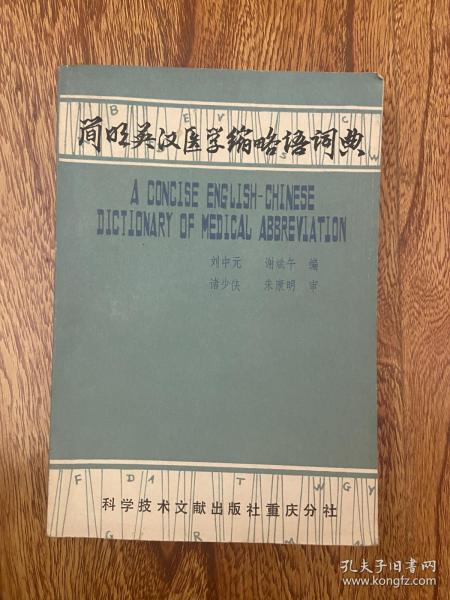 B E V S C
简明英汉医学缩略语词典
A CONCISE ENGLISH-CHINESE
DICTIONARY OF MEDICAL ABBREVIATION
刘中元 谢斌午 编
诸少侠 朱康明 审
F D A T W G Y
科学技术文献出版社重庆分社
A G R M S
孔夫子旧书网
www.kongfz.com